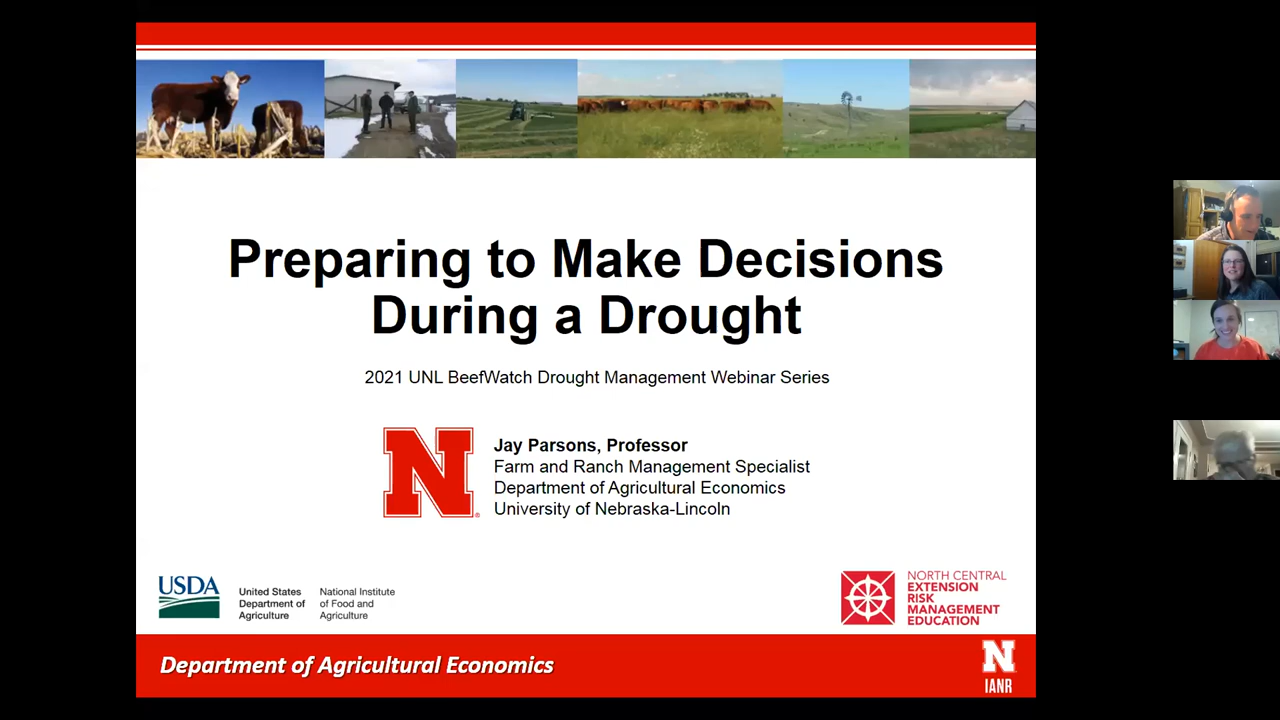 Preparing to Make Decisions
During a Drought
2021 UNL BeefWatch Drought Management Webinar Series
N
Jay Parsons, Professor
Farm and Ranch Management Specialist
Department of Agricultural Economics
University of Nebraska-Lincoln
USDA
United States
Department of
Agriculture
National Institute
of Food and
Agriculture
NORTH CENTRAL
EXTENSION
RISK
MANAGEMENT
EDUCATION
Department of Agricultural Economics
N
IANR